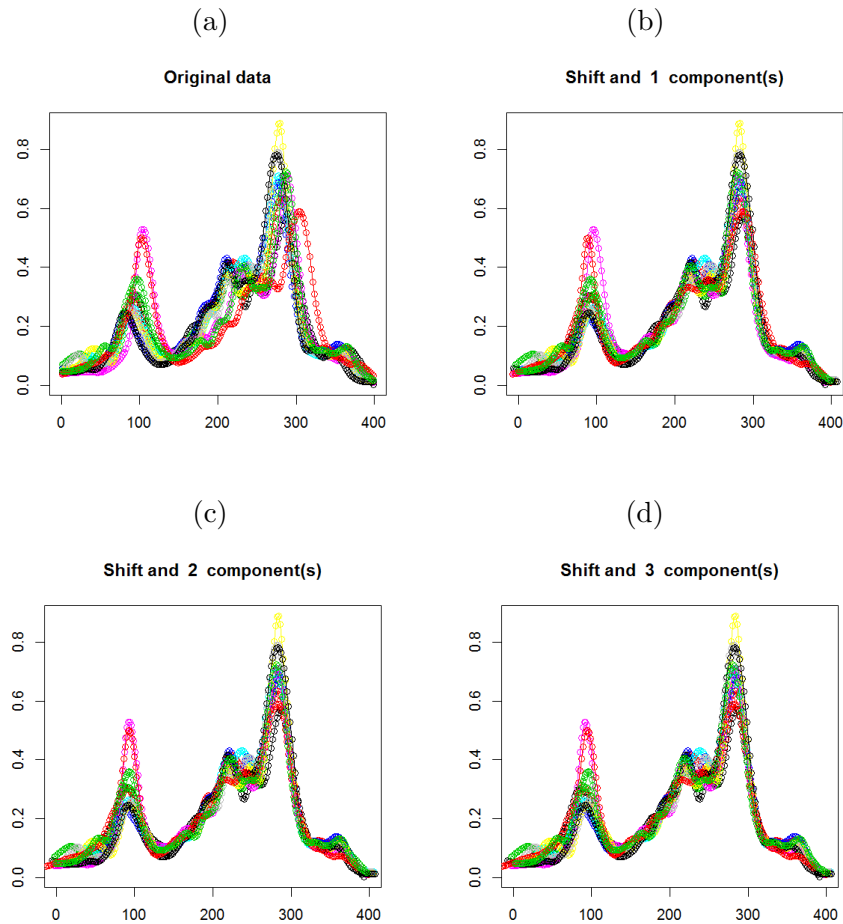 (a)
Original data
0.0 0.2 0.4 0.6 0.8
0 100 200 300 400
(b)
Shift and 1 component(s)
0.0 0.2 0.4 0.6 0.8
0 100 200 300 400
(c)
Shift and 2 component(s)
0.0 0.2 0.4 0.6 0.8
0 100 200 300 400
(d)
Shift and 3 component(s)
0.0 0.2 0.4 0.6 0.8
0 100 200 300 400